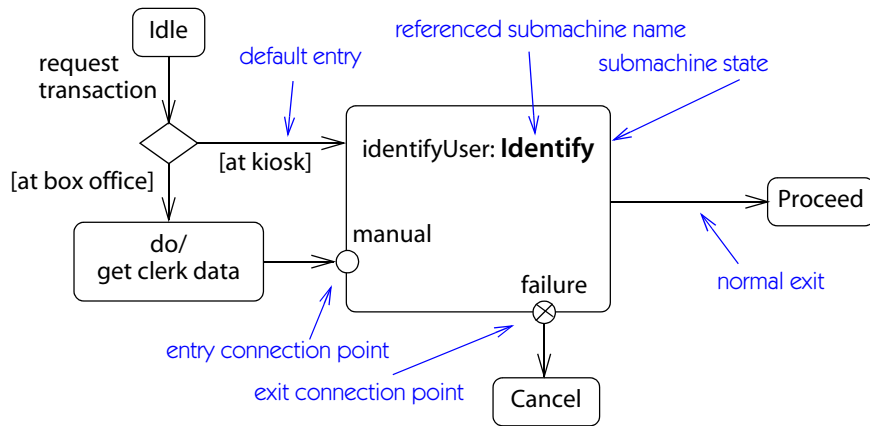 Idle
referenced submachine name
default entry
submachine state
request
transaction
identifyUser: Identify
[at kiosk]
[at box office]
Proceed
manual
do/
get clerk data
normal exit
failure
entry connection point
exit connection point
Cancel